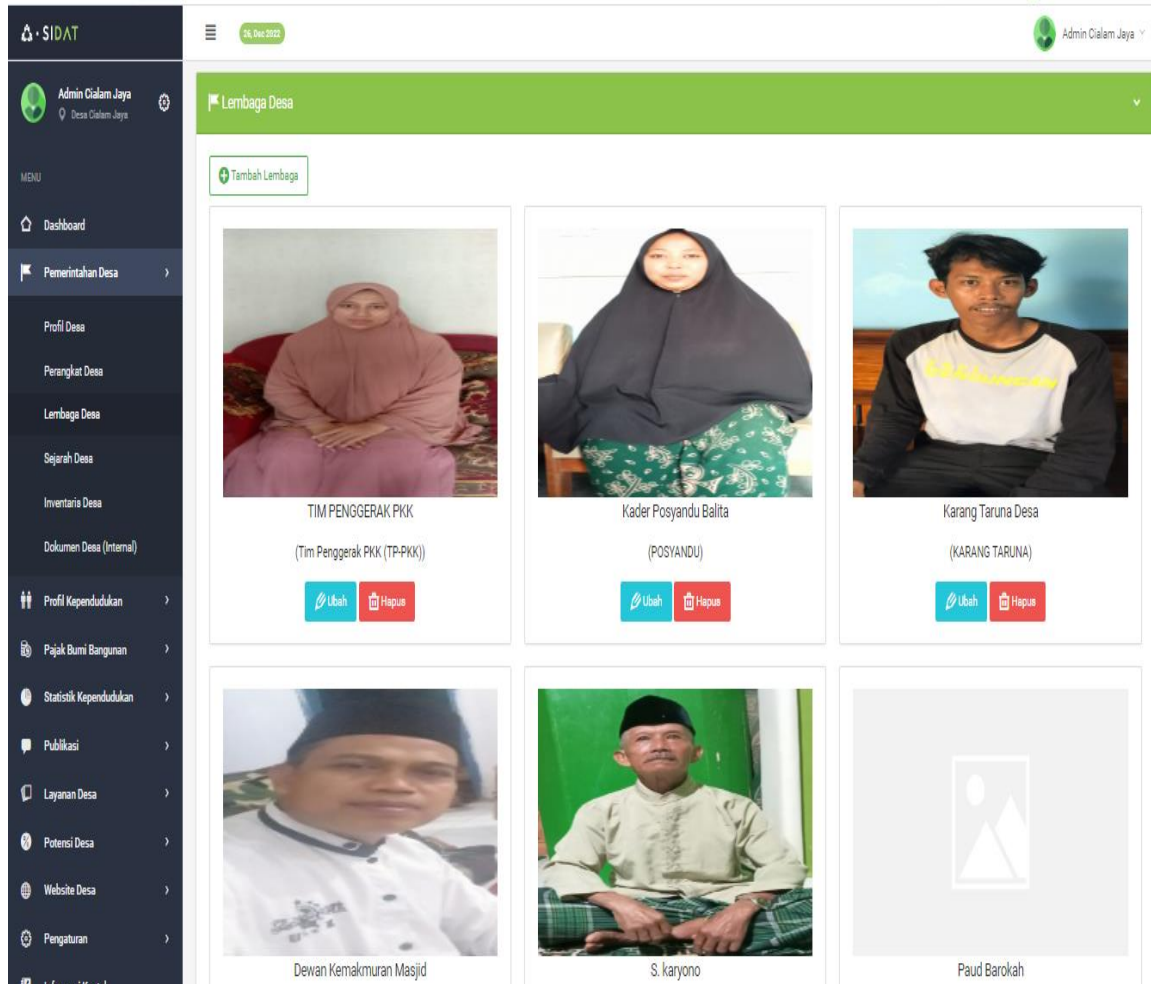 SIDAT
26, Dec 2022
Admin Cialam Jaya
Admin Cialam Jaya
Desa Cialam Jaya
MENU
Dashboard
Pemerintahan Desa
Profil Desa
Perangkat Desa
Lembaga Desa
Sejarah Desa
Inventaris Desa
Dokumen Desa (Internal)
Profil Kependudukan
Pajak Bumi Bangunan
Statistik Kependudukan
Publikasi
Layanan Desa
Potensi Desa
Website Desa
Pengaturan
Lembaga Desa
Tambah Lembaga
TIM PENGGERAK PKK
(Tim Penggerak PKK (TP-PKK))
Ubah Hapus
Kader Posyandu Balita
(POSYANDU)
Ubah Hapus
Karang Taruna Desa
(KARANG TARUNA)
Ubah Hapus
Dewan Kemakmuran Masjid
S. karyono
Paud Barokah